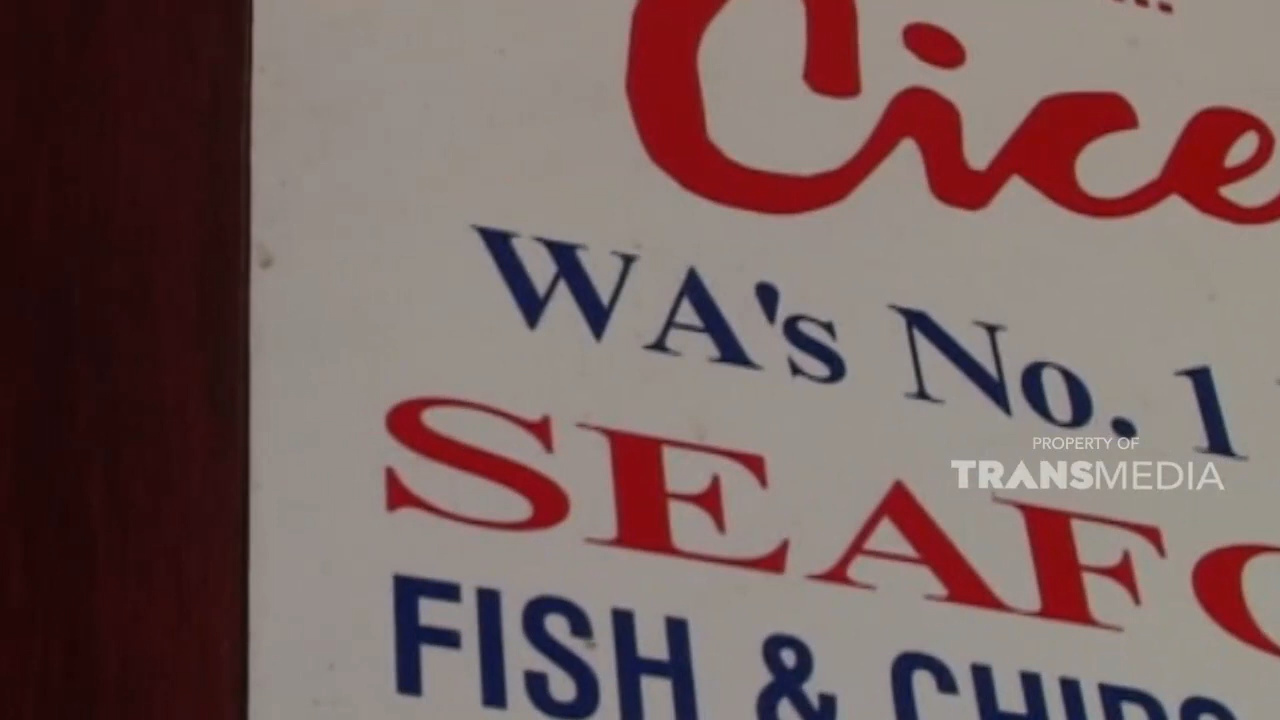 Cice
WA's No. 1
SEAFO
FISH & CHIPS
PROPERTY OF
TRANSMEDIA